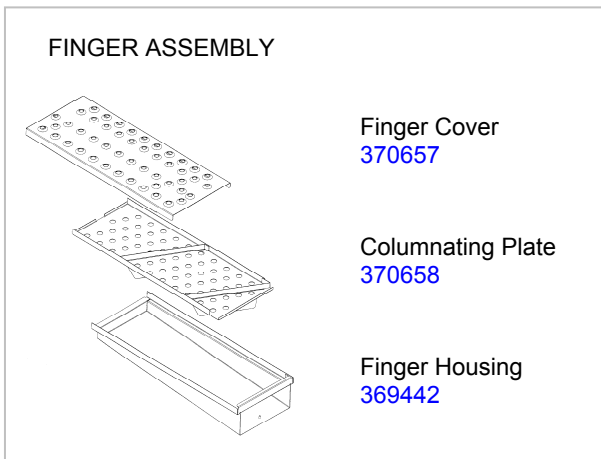 FINGER ASSEMBLY
Finger Cover
370657
Columnating Plate
370658
Finger Housing
369442